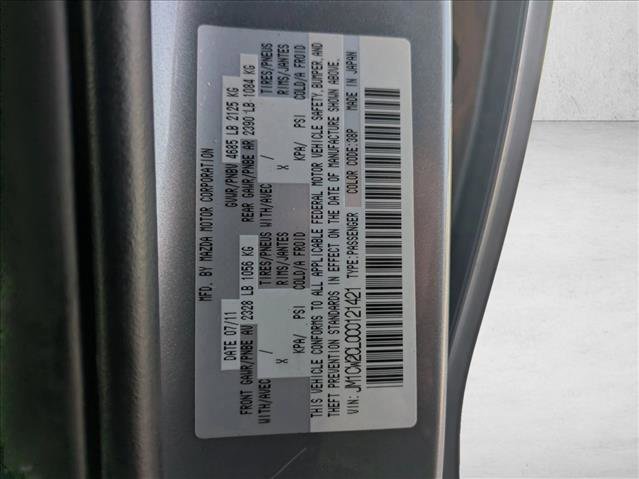 MFD. BY MAZDA MOTOR CORPORATION
DATE 07/11 GVWR/PNBV 4685 LB 2125 KG
FRONT GAWR/PNBE AV 2328 LB 1056 KG REAR GAWR/PNBE AR 2390 LB 1084 KG
WITH/AVEC TIRES/PNEUS WITH/AVEC TIRES/PNEUS
X RIMS/JANTES X RIMS/JANTES
KPA/ PSI COLD/A FROID KPA/ PSI COLD/A FROID
THIS VEHICLE CONFORMS TO ALL APPLICABLE FEDERAL MOTOR VEHICLE SAFETY, BUMPER, AND
THEFT PREVENTION STANDARDS IN EFFECT ON THE DATE OF MANUFACTURE SHOWN ABOVE.
VIN: JM1CW2CL0C0121421 TYPE: PASSENGER COLOR CODE: 38P MADE IN JAPAN